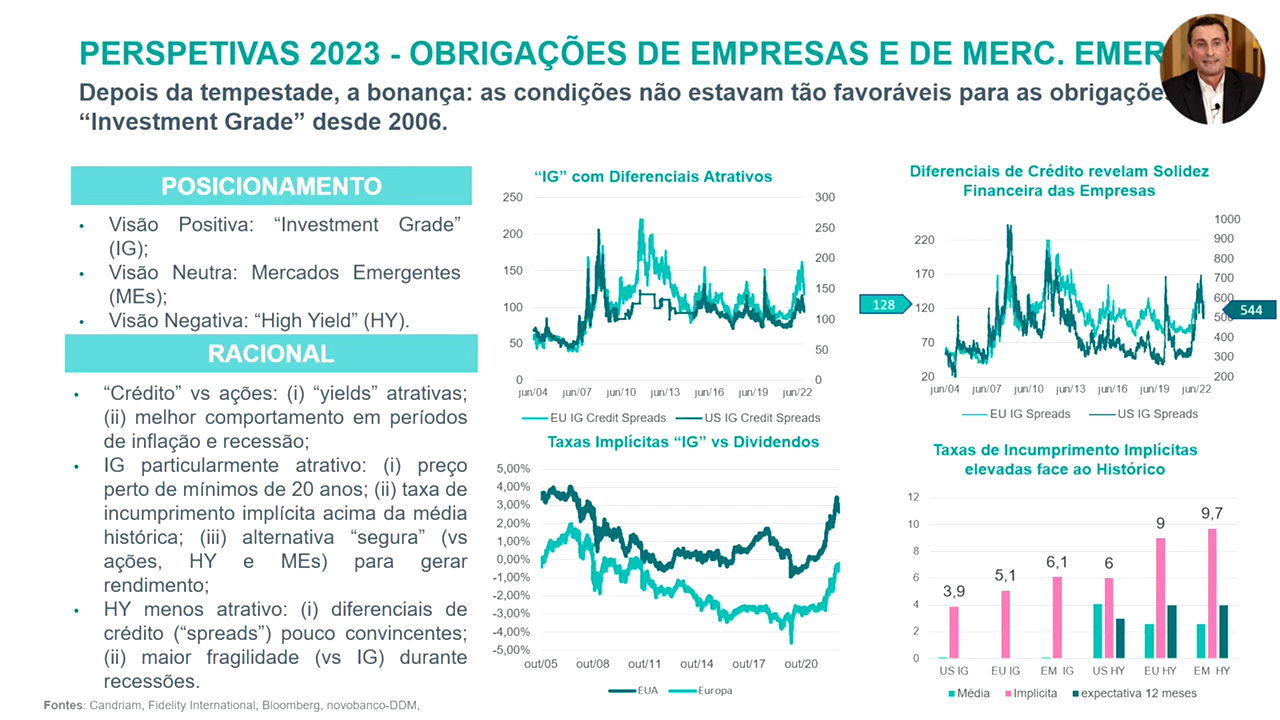 PERSPETIVAS 2023 - OBRIGAÇÕES DE EMPRESAS E DE MERC. EMER
Depois da tempestade, a bonança: as condições não estavam tão favoráveis para as obrigações
“Investment Grade” desde 2006.
POSICIONAMENTO
• Visão Positiva: “Investment Grade”
(IG);
• Visão Neutra: Mercados Emergentes
(MEs);
• Visão Negativa: “High Yield” (HY).
RACIONAL
• “Crédito” vs ações: (i) “yields” atrativas;
(ii) melhor comportamento em períodos
de inflação e recessão;
• IG particularmente atrativo: (i) preço
perto de mínimos de 20 anos; (ii) taxa de
incumprimento implícita acima da média
histórica; (iii) alternativa “segura” (vs
ações, HY e MEs) para gerar
rendimento;
• HY menos atrativo: (i) diferenciais de
crédito (“spreads”) pouco convincentes;
(ii) maior fragilidade (vs IG) durante
recessões.
“IG” com Diferenciais Atrativos
250 300
200 250
150 200
100 150
50 100
0 50
0
jun/04 jun/07 jun/10 jun/13 jun/16 jun/19 jun/22
EU IG Credit Spreads US IG Credit Spreads
Diferenciais de Crédito revelam Solidez
Financeira das Empresas
1000
220 900
800
170 700
128 120 600 544
500
400
70 300
20 200
jun/04 jun/07 jun/10 jun/13 jun/16 jun/19 jun/22
EU IG Spreads US IG Spreads
Taxas Implícitas “IG” vs Dividendos
5,00%
4,00%
3,00%
2,00%
1,00%
0,00%
-1,00%
-2,00%
-3,00%
-4,00%
-5,00%
out/05 out/08 out/11 out/14 out/17 out/20
EUA Europa
Taxas de Incumprimento Implícitas
elevadas face ao Histórico
12
10
8
6
4
2
0
3,9 5,1 6,1 6 9 9,7
US IG EU IG EM IG US HY EU HY EM HY
Média Implicita expectativa 12 meses
Fontes: Candriam, Fidelity International, Bloomberg, novobanco-DDM,